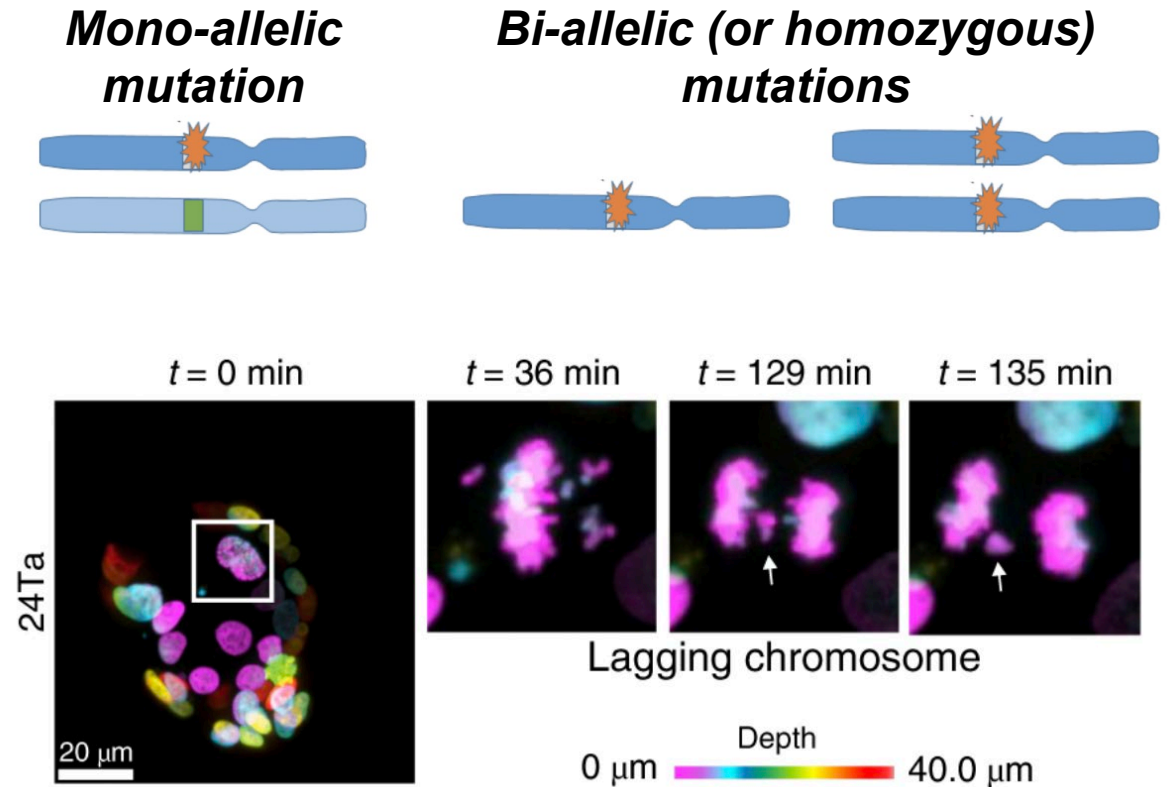 Mono-allelic
mutation
Bi-allelic (or homozygous)
mutations
t = 0 min
t = 36 min
t = 129 min
t = 135 min
24Ta
20 μm
Lagging chromosome
Depth
0 μm
40.0 μm